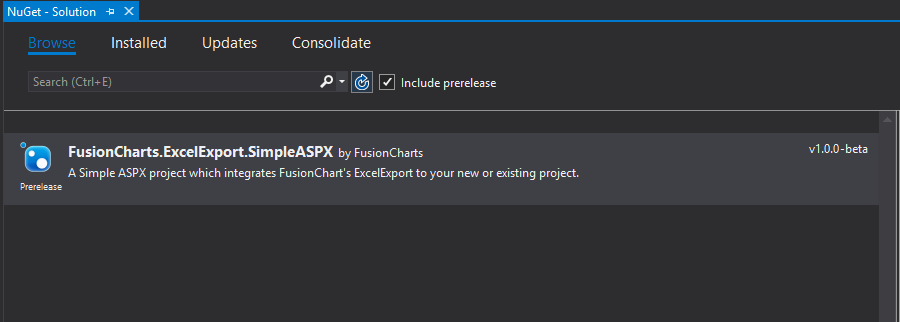 NuGet - Solution
Browse Installed Updates Consolidate
Search (Ctrl+E) Include prerelease
FusionCharts.ExcelExport.SimpleASPX by FusionCharts v1.0.0-beta
A Simple ASPX project which integrates FusionChart's ExcelExport to your new or existing project.
Prerelease